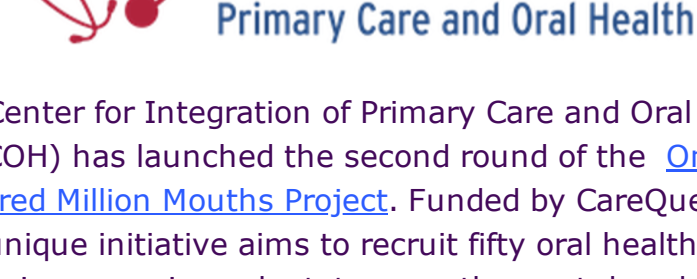 Primary Care and Oral Health
Center for Integration of Primary Care and Oral
COH) has launched the second round of the On
red Million Mouths Project. Funded by CareQue
unique initiative aims to recruit fifty oral health